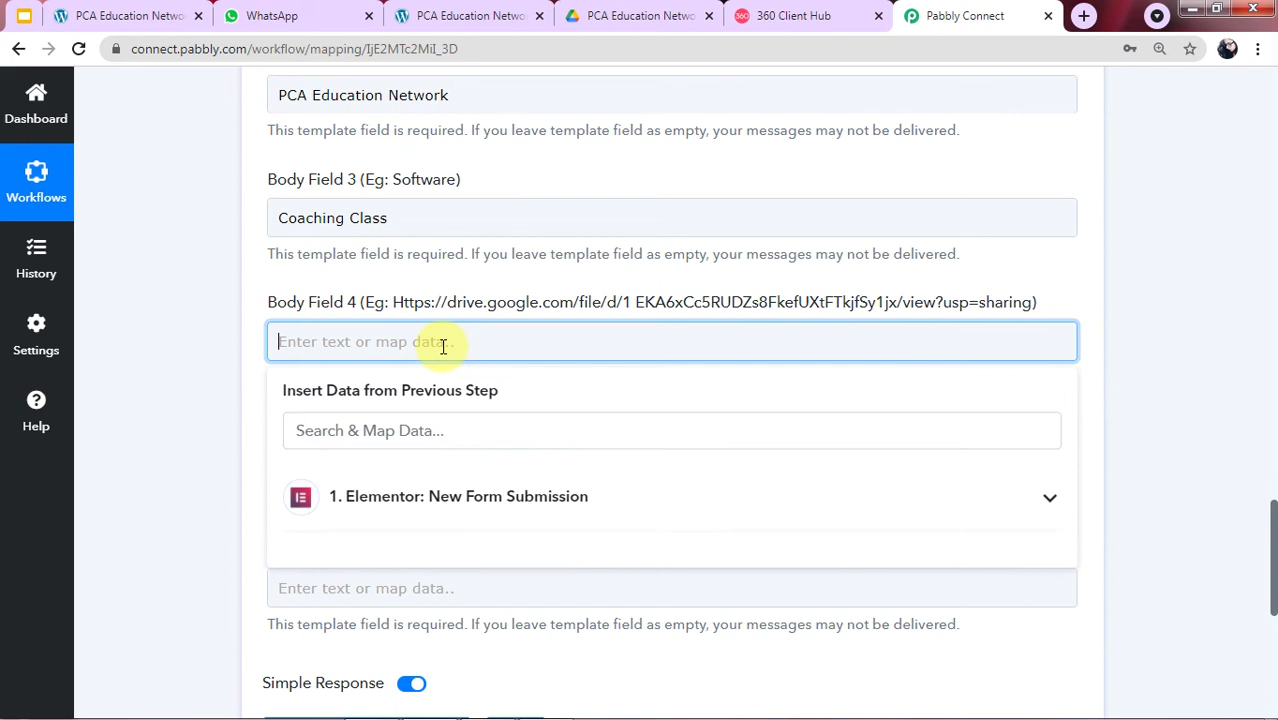 PCA Education Netwo
WhatsApp
PCA Education Netwo
PCA Education Netwo
360 Client Hub
Pabbly Connect
connect.pabbly.com/workflow/mapping/IjE2MTc2MiI_3D
Dashboard
Workflows
History
Settings
Help
PCA Education Network
This template field is required. If you leave template field as empty, your messages may not be delivered.
Body Field 3 (Eg: Software)
Coaching Class
This template field is required. If you leave template field as empty, your messages may not be delivered.
Body Field 4 (Eg: Https://drive.google.com/file/d/1 EKA6xCc5RUDZs8FkefUXtFTkjfSy1jx/view?usp=sharing)
Enter text or map data..
Insert Data from Previous Step
Search & Map Data...
1. Elementor: New Form Submission
Enter text or map data..
This template field is required. If you leave template field as empty, your messages may not be delivered.
Simple Response